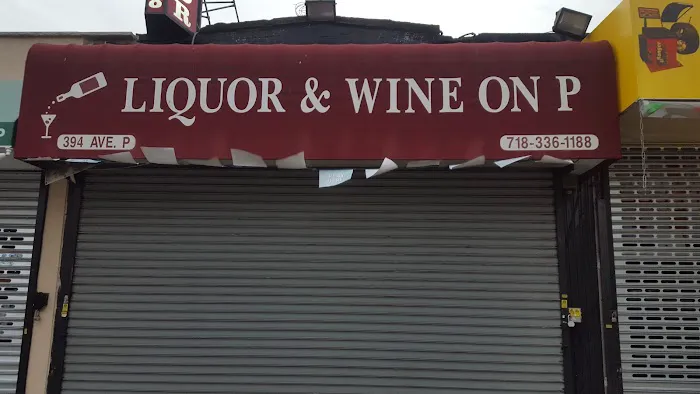 LIQUOR & WINE ON P
394 AVE. P
718-336-1188